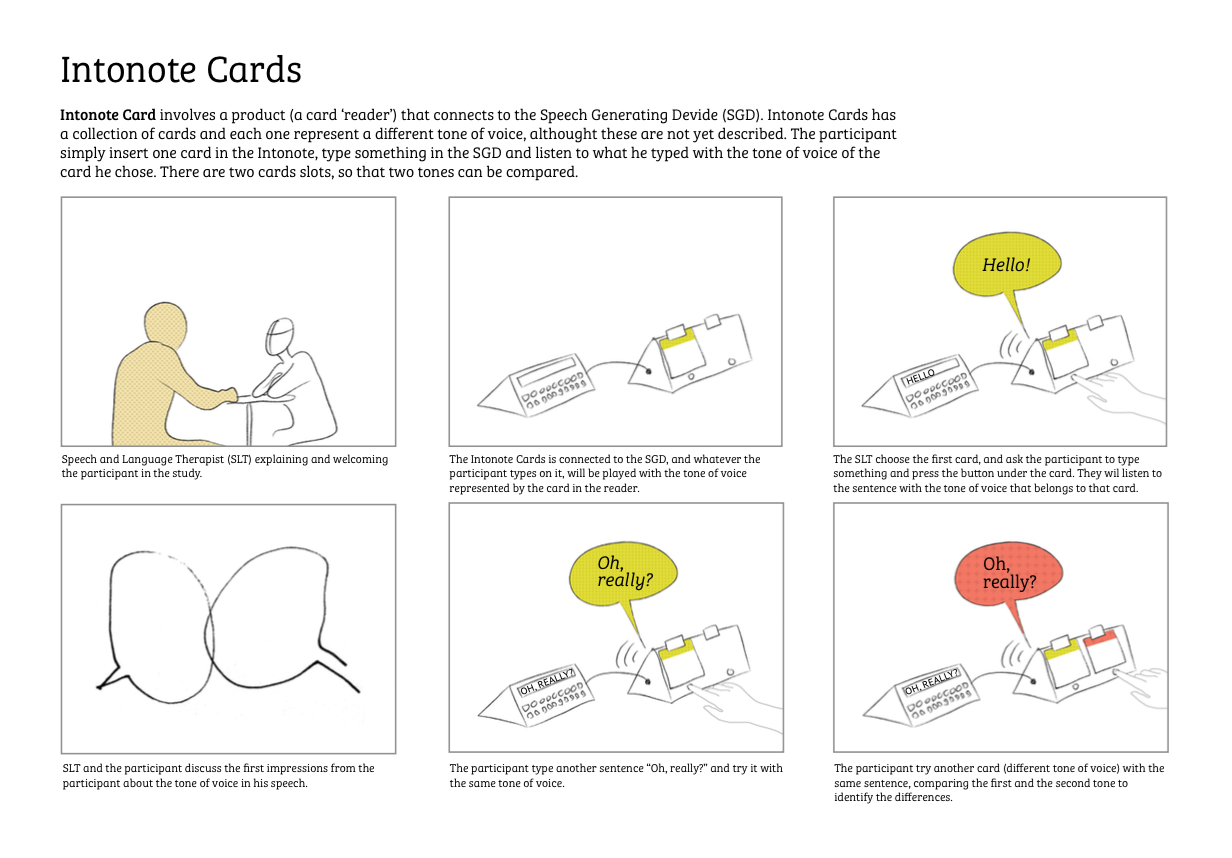 Intonote Cards
Intonote Card involves a product (a card ‘reader’) that connects to the Speech Generating Devide (SGD). Intonote Cards has
a collection of cards and each one represent a different tone of voice, althought these are not yet described. The participant
simply insert one card in the Intonote, type something in the SGD and listen to what he typed with the tone of voice of the
card he chose. There are two cards slots, so that two tones can be compared.
Speech and Language Therapist (SLT) explaining and welcoming
the participant in the study.
The Intonote Cards is connected to the SGD, and whatever the
participant types on it, will be played with the tone of voice
represented by the card in the reader.
Hello!
HELLO
The SLT choose the first card, and ask the participant to type
something and press the button under the card. They wil listen to
the sentence with the tone of voice that belongs to that card.
SLT and the participant discuss the first impressions from the
participant about the tone of voice in his speech.
Oh,
really?
OH, REALLY?
The participant type another sentence “Oh, really?” and try it with
the same tone of voice.
Oh,
really?
OH, REALLY?
The participant try another card (different tone of voice) with the
same sentence, comparing the first and the second tone to
identify the differences.